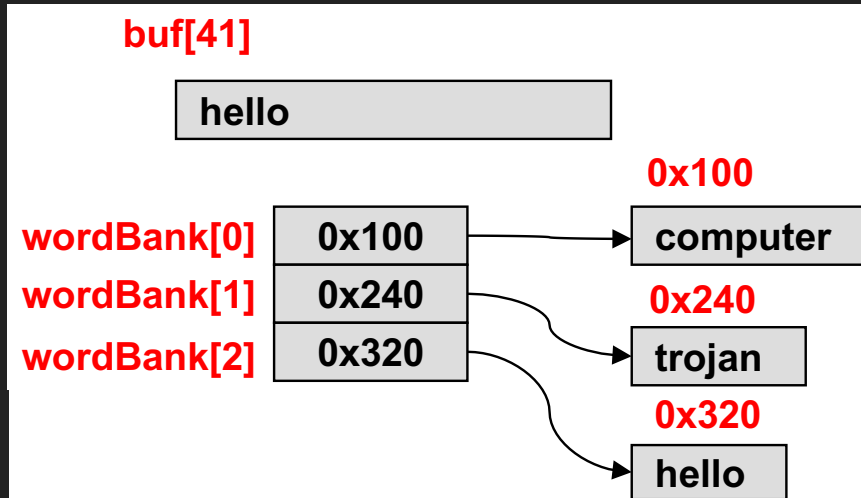 buf[41]
hello
0x100
wordBank[0] 0x100 computer
wordBank[1] 0x240 0x240
wordBank[2] 0x320 trojan
0x320
hello